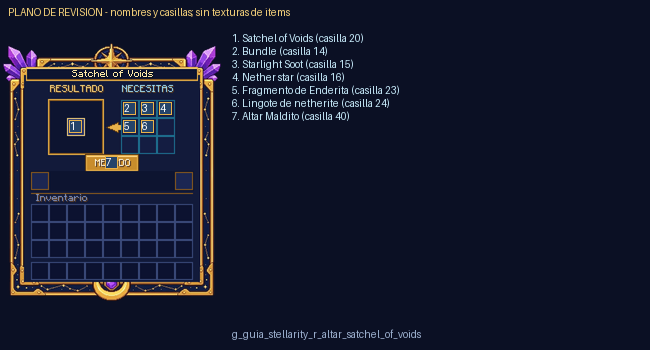 PLANO DE REVISION - nombres y casillas; sin texturas de items
Satchel of Voids
RESULTADO
NECESITAS
1
2 3 4
5 6
7
Inventario
1. Satchel of Voids (casilla 20)
2. Bundle (casilla 14)
3. Starlight Soot (casilla 15)
4. Nether star (casilla 16)
5. Fragmento de Enderita (casilla 23)
6. Lingote de netherite (casilla 24)
7. Altar Maldito (casilla 40)
g_guia_stellarity_r_altar_satchel_of_voids